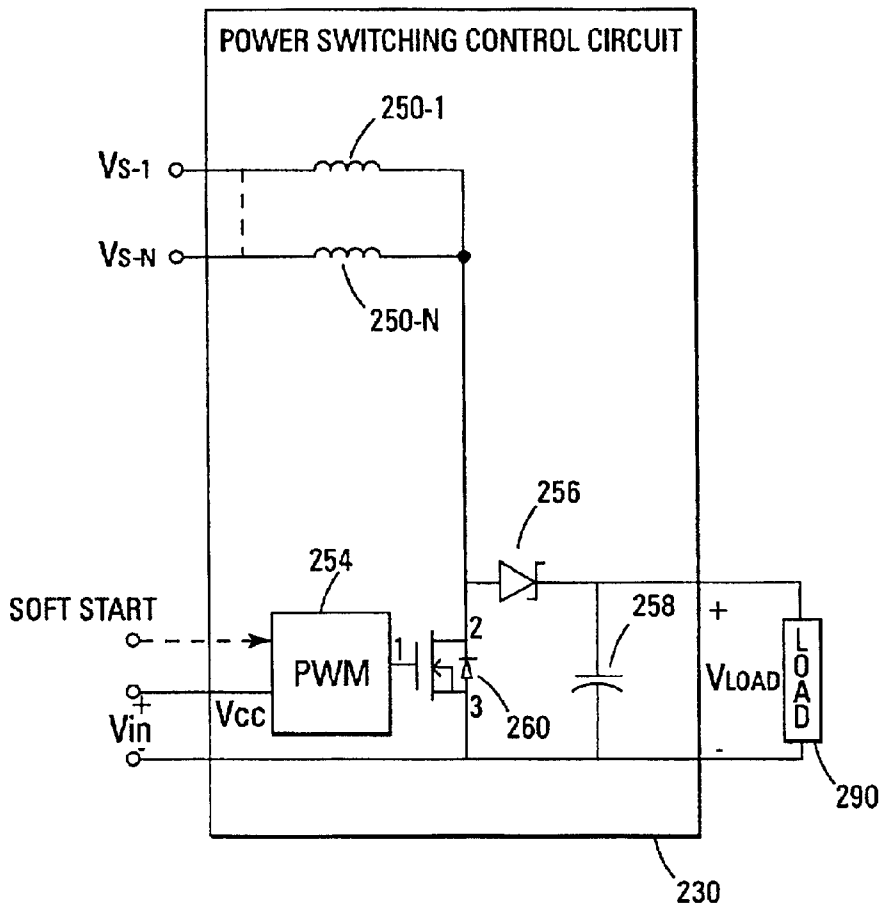 POWER SWITCHING CONTROL CIRCUIT
250-1
VS-1
VS-N
250-N
256
254
SOFT START
258
1
2
+
PWM
VLOAD
LOAD
3
+
Vcc
260
Vin
-
-
290
230